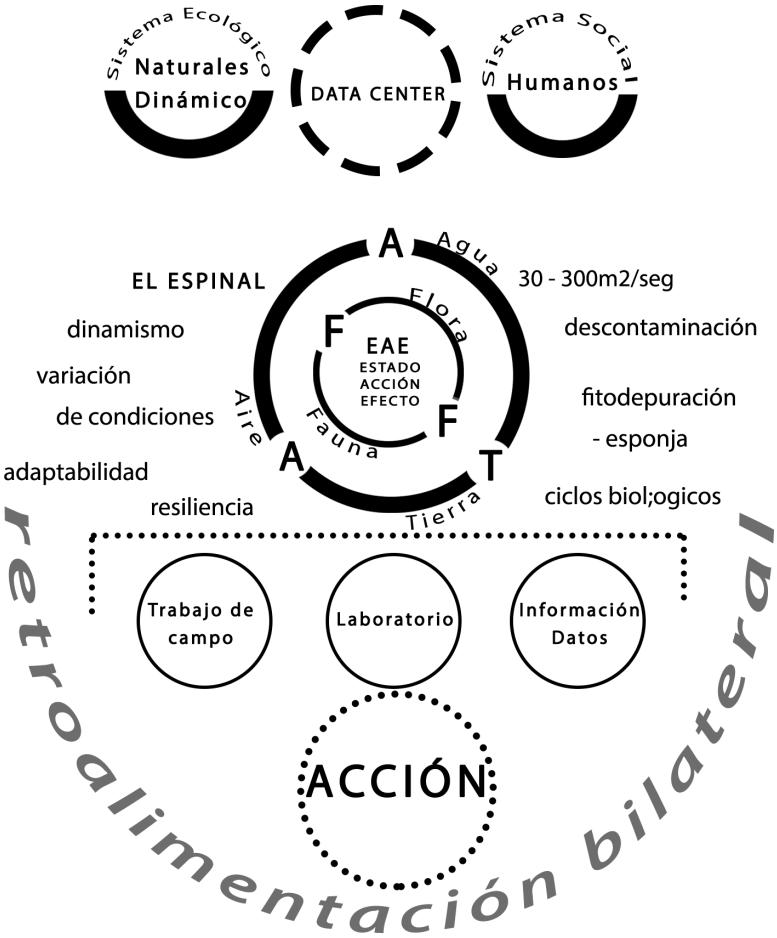 Sistema Ecológico
Naturales
Dinámico
DATA CENTER
Sistema Social
Humanos
A
Agua
EL ESPINAL
30 - 300m2/seg
dinamismo
descontaminación
variación
de condiciones
fitodepuración
- esponja
adaptabilidad
resiliencia
ciclos biol;ogicos
F
Flora
EAE
ESTADO
ACCIÓN
EFECTO
F
Fauna
Aire
A
T
Tierra
Trabajo de
campo
Laboratorio
Información
Datos
ACCIÓN
retroalimentación bilateral